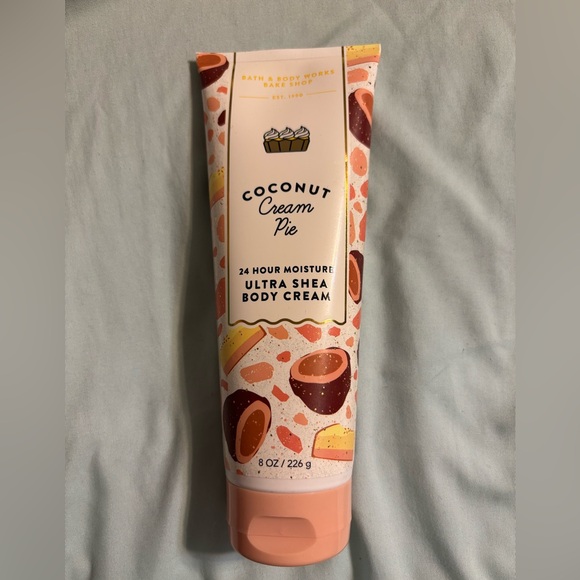 BATH & BODY WORKS
BAKE SHOP
EST. 1990
COCONUT
Cream
Pie
24 HOUR MOISTURE
ULTRA SHEA
BODY CREAM
8 OZ / 226 g